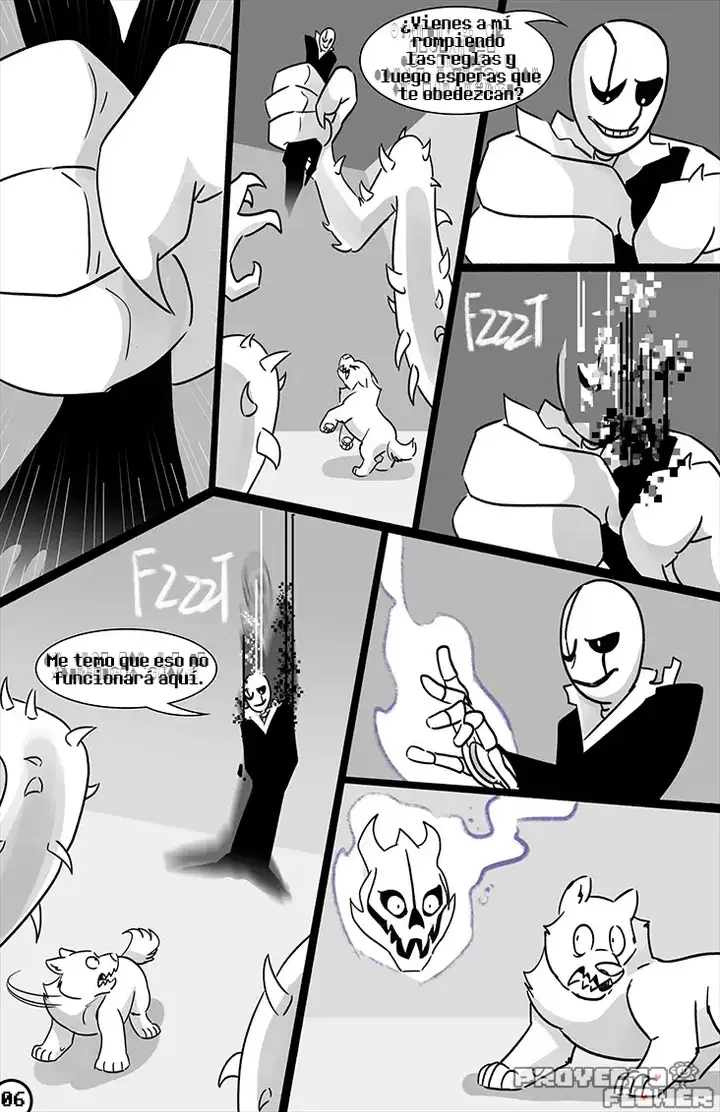 ¿Vienes a mí
rompiendo
las reglas y
luego esperas que
te obedezcan?
FZZZT
FZZZT
Me temo que eso no
funcionará aquí.
06
PROYECTO
FLOWER